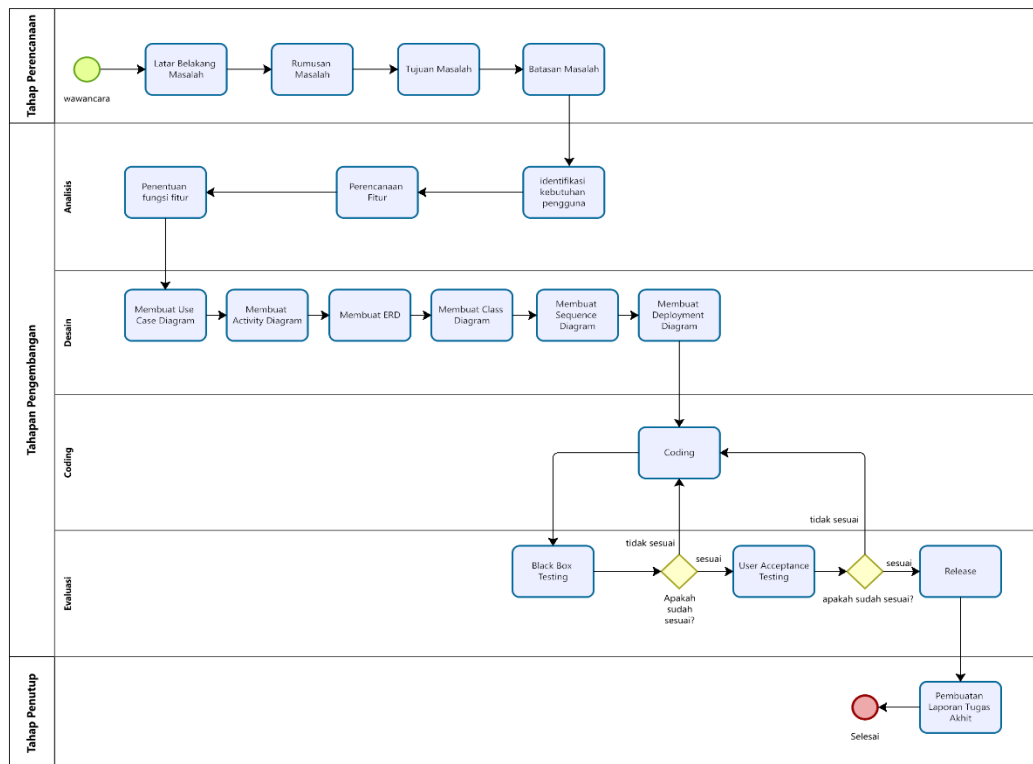 Tahap Perencanaan
wawancara
Latar Belakang
Masalah
Rumusan
Masalah
Tujuan Masalah
Batasan Masalah
Tahapan Pengembangan
Analisis
Penentuan
fungsi fitur
Perencanaan
Fitur
identifikasi
kebutuhan
pengguna
Desain
Membuat Use
Case Diagram
Membuat
Activity Diagram
Membuat ERD
Membuat Class
Diagram
Membuat
Sequence
Diagram
Membuat
Deployment
Diagram
Coding
Coding
tidak sesuai
tidak sesuai
Evaluasi
Black Box
Testing
sesuai
Apakah
sudah
sesuai?
User Acceptance
Testing
sesuai
apakah sudah sesuai?
Release
Tahap Penutup
Selesai
Pembuatan
Laporan Tugas
Akhit